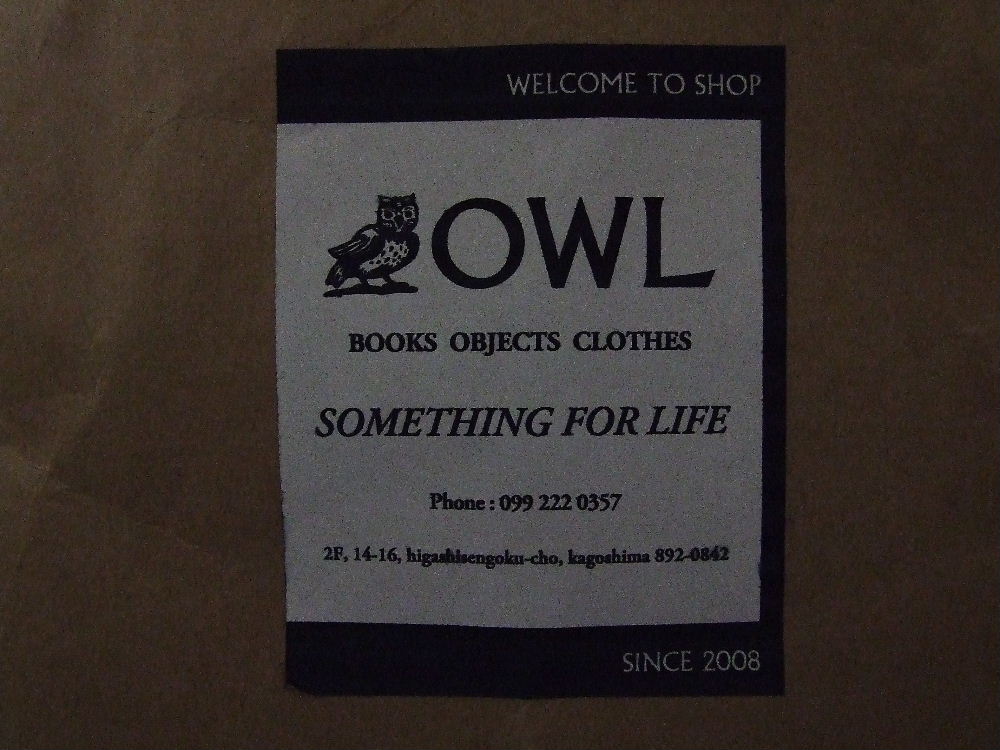 WELCOME TO SHOP
OWL
BOOKS OBJECTS CLOTHES
SOMETHING FOR LIFE
Phone : 099 222 0357
2F, 14-16, higashisengoku-cho, kagoshima 892-0842
SINCE 2008